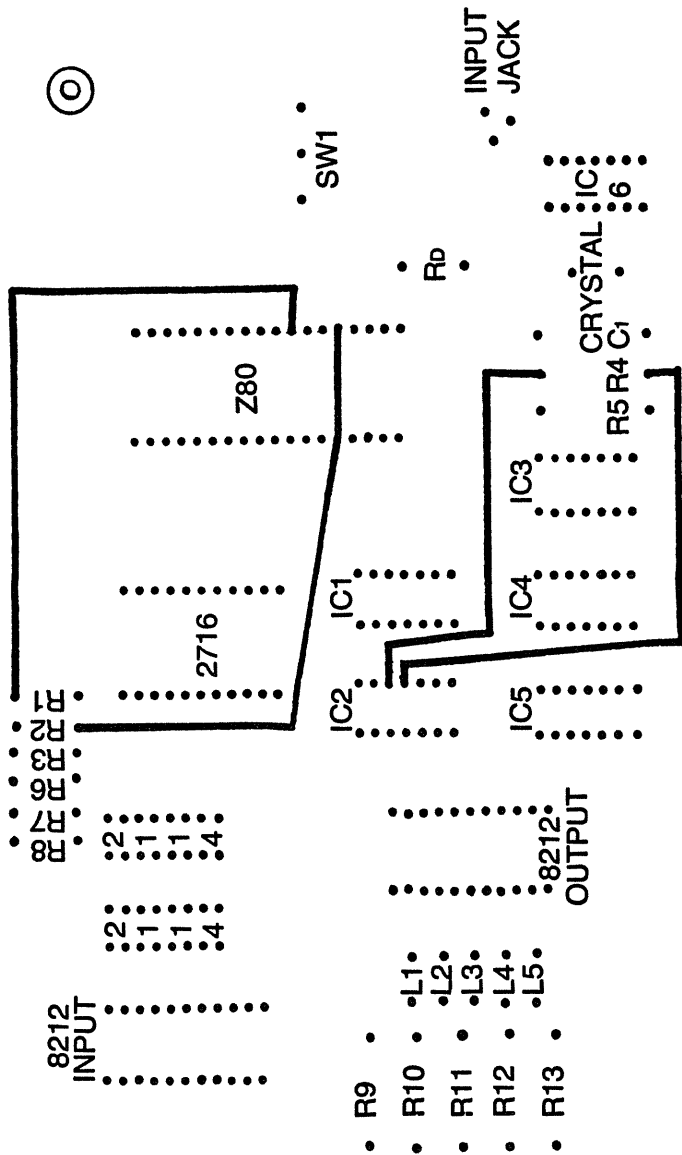 INPUT
JACK
SW1
IC
6
RD
CRYSTAL
C1
R4
R5
Z80
IC3
IC1
IC4
2716
IC2
IC5
R1
R2
R3
R6
R7
R8
2
1
1
4
8212
OUTPUT
2
1
1
4
L1
L2
L3
L4
L5
8212
INPUT
R9
R10
R11
R12
R13